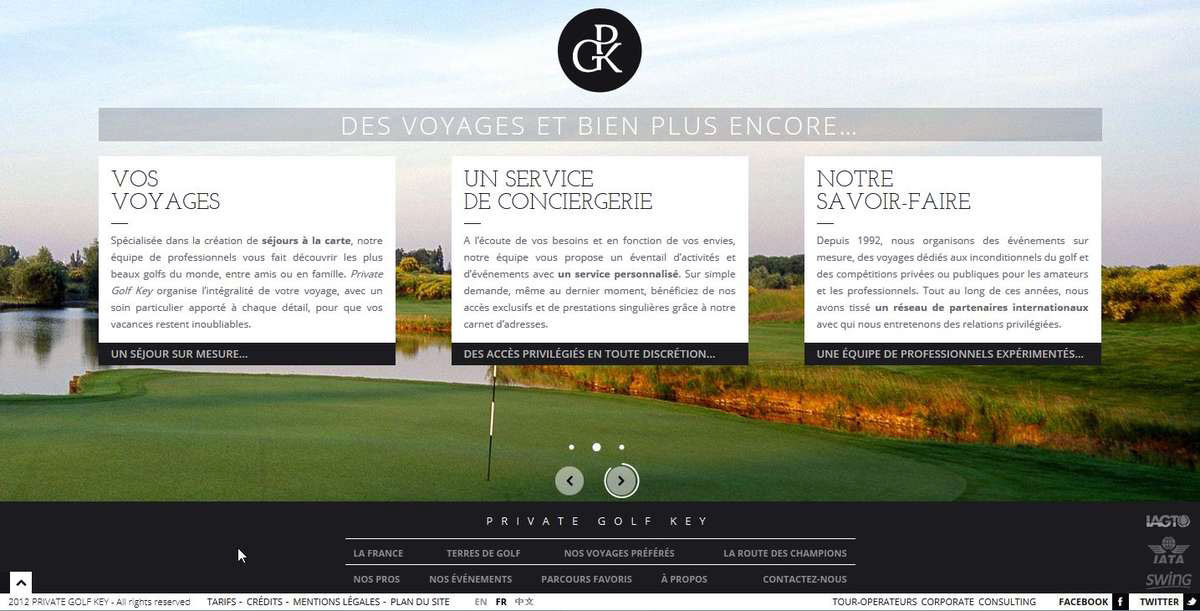 PGK
DES VOYAGES ET BIEN PLUS ENCORE...
VOS
VOYAGES
Spécialisée dans la création de séjours à la carte, notre
équipe de professionnels vous fait découvrir les plus
beaux golfs du monde, entre amis ou en famille. Private
Golf Key organise l'intégralité de votre voyage, avec un
soin particulier apporté à chaque détail, pour que vos
vacances restent inoubliables.
UN SÉJOUR SUR MESURE...
UN SERVICE
DE CONCIERGERIE
A l'écoute de vos besoins et en fonction de vos envies,
notre équipe vous propose un éventail d'activités et
d'événements avec un service personnalisé. Sur simple
demande, même au dernier moment, bénéficiez de nos
accès exclusifs et de prestations singulières grâce à notre
carnet d'adresses.
DES ACCÈS PRIVILÉGIÉS EN TOUTE DISCRÉTION...
NOTRE
SAVOIR-FAIRE
Depuis 1992, nous organisons des événements sur
mesure, des voyages dédiés aux inconditionnels du golf et
des compétitions privées ou publiques pour les amateurs
et les professionnels. Tout au long de ces années, nous
avons tissé un réseau de partenaires internationaux
avec qui nous entretenons des relations privilégiées.
UNE ÉQUIPE DE PROFESSIONNELS EXPÉRIMENTÉS...
PRIVATE GOLF KEY
LA FRANCE TERRES DE GOLF NOS VOYAGES PRÉFÉRÉS LA ROUTE DES CHAMPIONS
NOS PROS NOS ÉVÉNEMENTS PARCOURS FAVORIS À PROPOS CONTACTEZ-NOUS
IAGTO
IATA
swing
2012 PRIVATE GOLF KEY - All rights reserved TARIFS - CRÉDITS - MENTIONS LÉGALES - PLAN DU SITE EN FR 中文 TOUR-OPERATEURS CORPORATE CONSULTING FACEBOOK f TWITTER